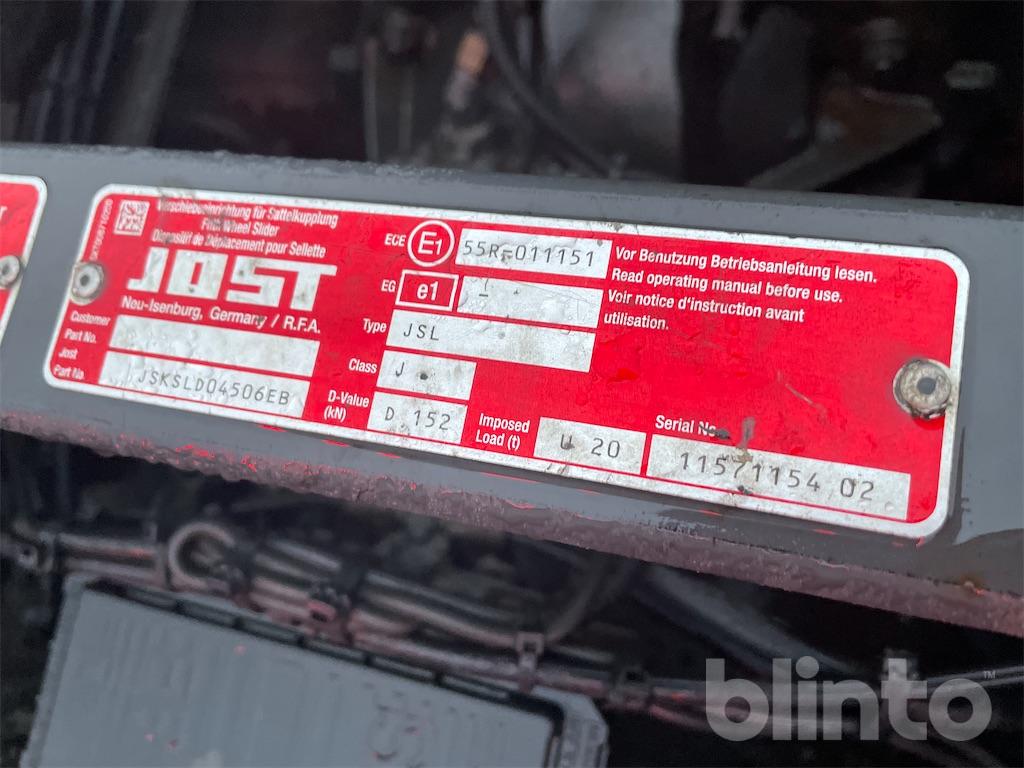 Verschiebeeinrichtung für Sattelkupplung
Fifth Wheel Slider
Dispositif de Déplacement pour Sellette
JOST
Neu-Isenburg, Germany / R.F.A.
Customer
Part No.
Jost
Part No.
JSKSLD04506EB
ECE
E1
55R-011151
EG
e1
-
Type
JSL
Class
J
D-Value
(kN)
D 152
Imposed
Load (t)
U 20
Serial No.
11571154 02
Vor Benutzung Betriebsanleitung lesen.
Read operating manual before use.
Voir notice d'instruction avant
utilisation.
blinto™